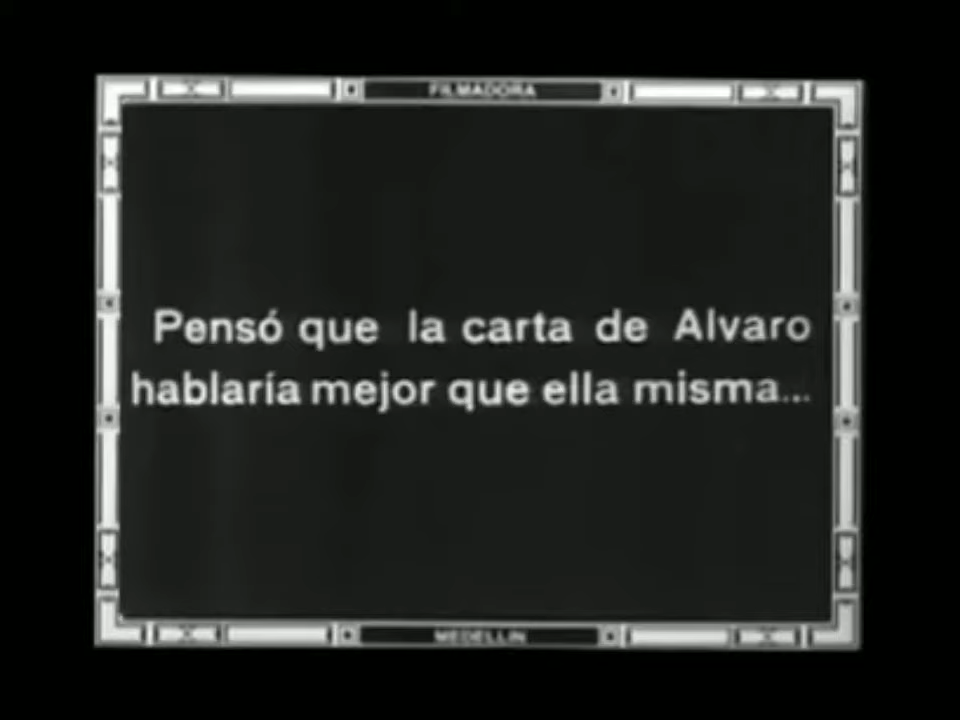 FILMADORA
Pensó que la carta de Alvaro
hablaría mejor que ella misma...
MEDELLIN